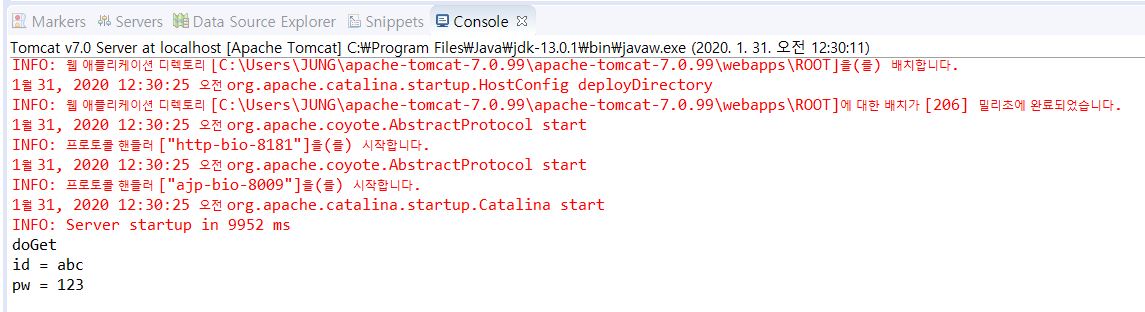 Markers Servers Data Source Explorer Snippets Console
Tomcat v7.0 Server at localhost [Apache Tomcat] C:₩Program Files₩Java₩jdk-13.0.1₩bin₩javaw.exe (2020. 1. 31. 오전 12:30:11)
INFO: 웹 애플리케이션 디렉토리 [C:\Users\JUNG\apache-tomcat-7.0.99\apache-tomcat-7.0.99\webapps\ROOT]을(를) 배치합니다.
1월 31, 2020 12:30:25 오전 org.apache.catalina.startup.HostConfig deployDirectory
INFO: 웹 애플리케이션 디렉토리 [C:\Users\JUNG\apache-tomcat-7.0.99\apache-tomcat-7.0.99\webapps\ROOT]에 대한 배치가 [206] 밀리초에 완료되었습니다.
1월 31, 2020 12:30:25 오전 org.apache.coyote.AbstractProtocol start
INFO: 프로토콜 핸들러 ["http-bio-8181"]을(를) 시작합니다.
1월 31, 2020 12:30:25 오전 org.apache.coyote.AbstractProtocol start
INFO: 프로토콜 핸들러 ["ajp-bio-8009"]을(를) 시작합니다.
1월 31, 2020 12:30:25 오전 org.apache.catalina.startup.Catalina start
INFO: Server startup in 9952 ms
doGet
id = abc
pw = 123